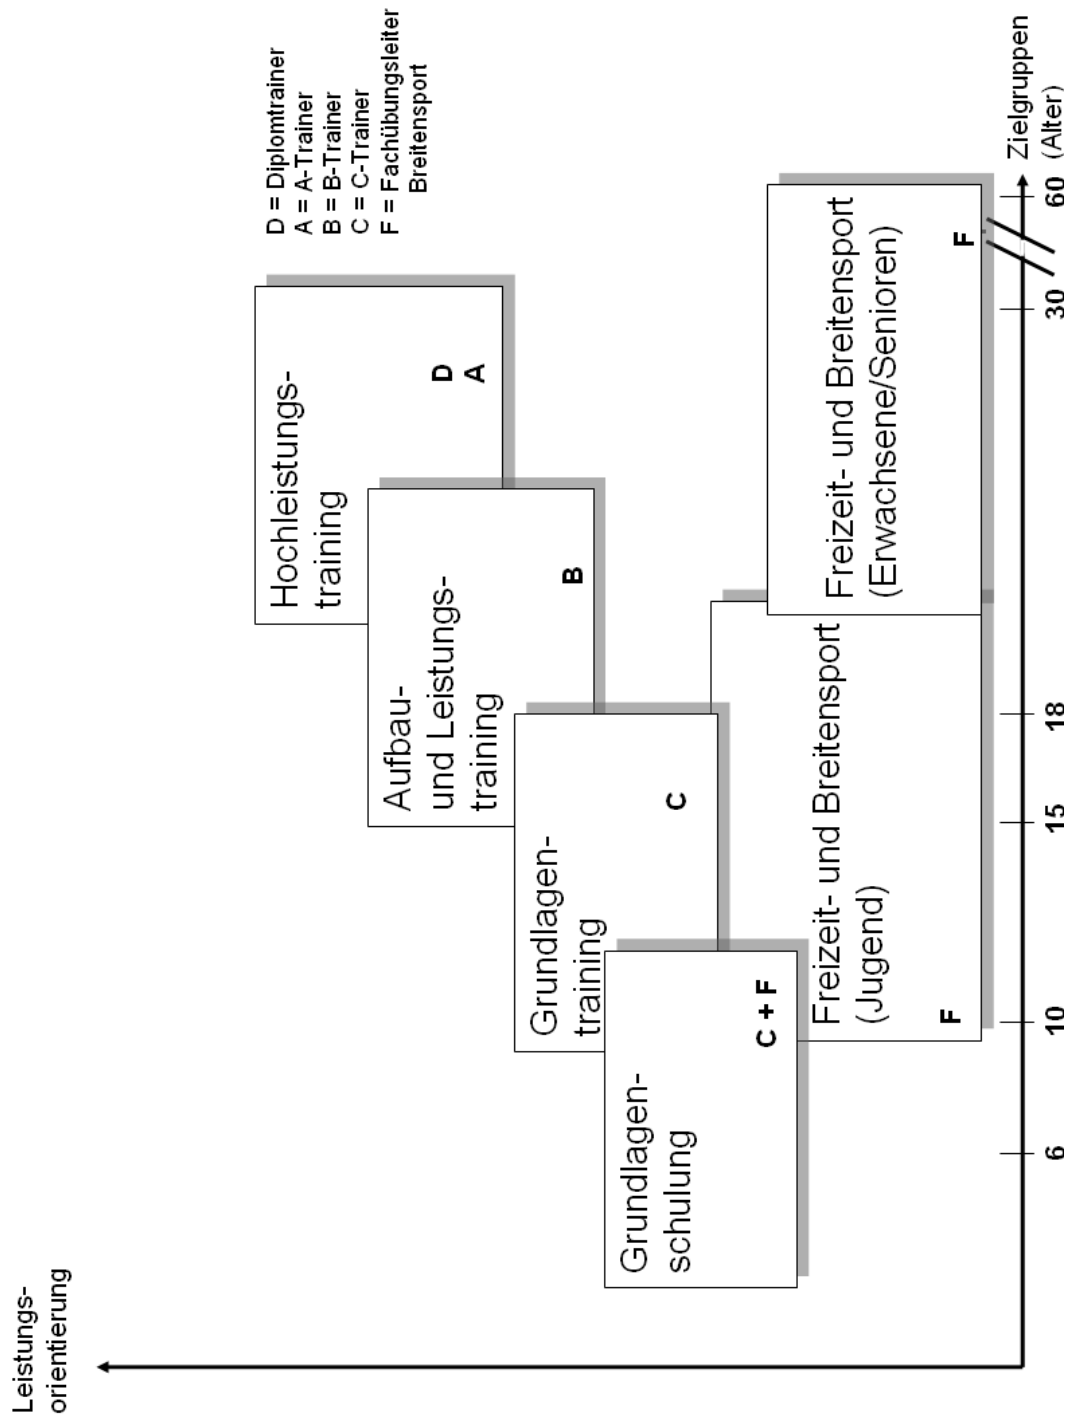 Leistungs-
orientierung
D = Diplomtrainer
A = A-Trainer
B = B-Trainer
C = C-Trainer
F = Fachübungsleiter
Breitensport
Hochleistungs-
training
D
A
Aufbau-
und Leistungs-
training
B
Grundlagen-
training
C
Grundlagen-
schulung
C + F
Freizeit- und Breitensport
(Jugend)
F
Freizeit- und Breitensport
(Erwachsene/Senioren)
F
6
10
15
18
30
60
Zielgruppen
(Alter)